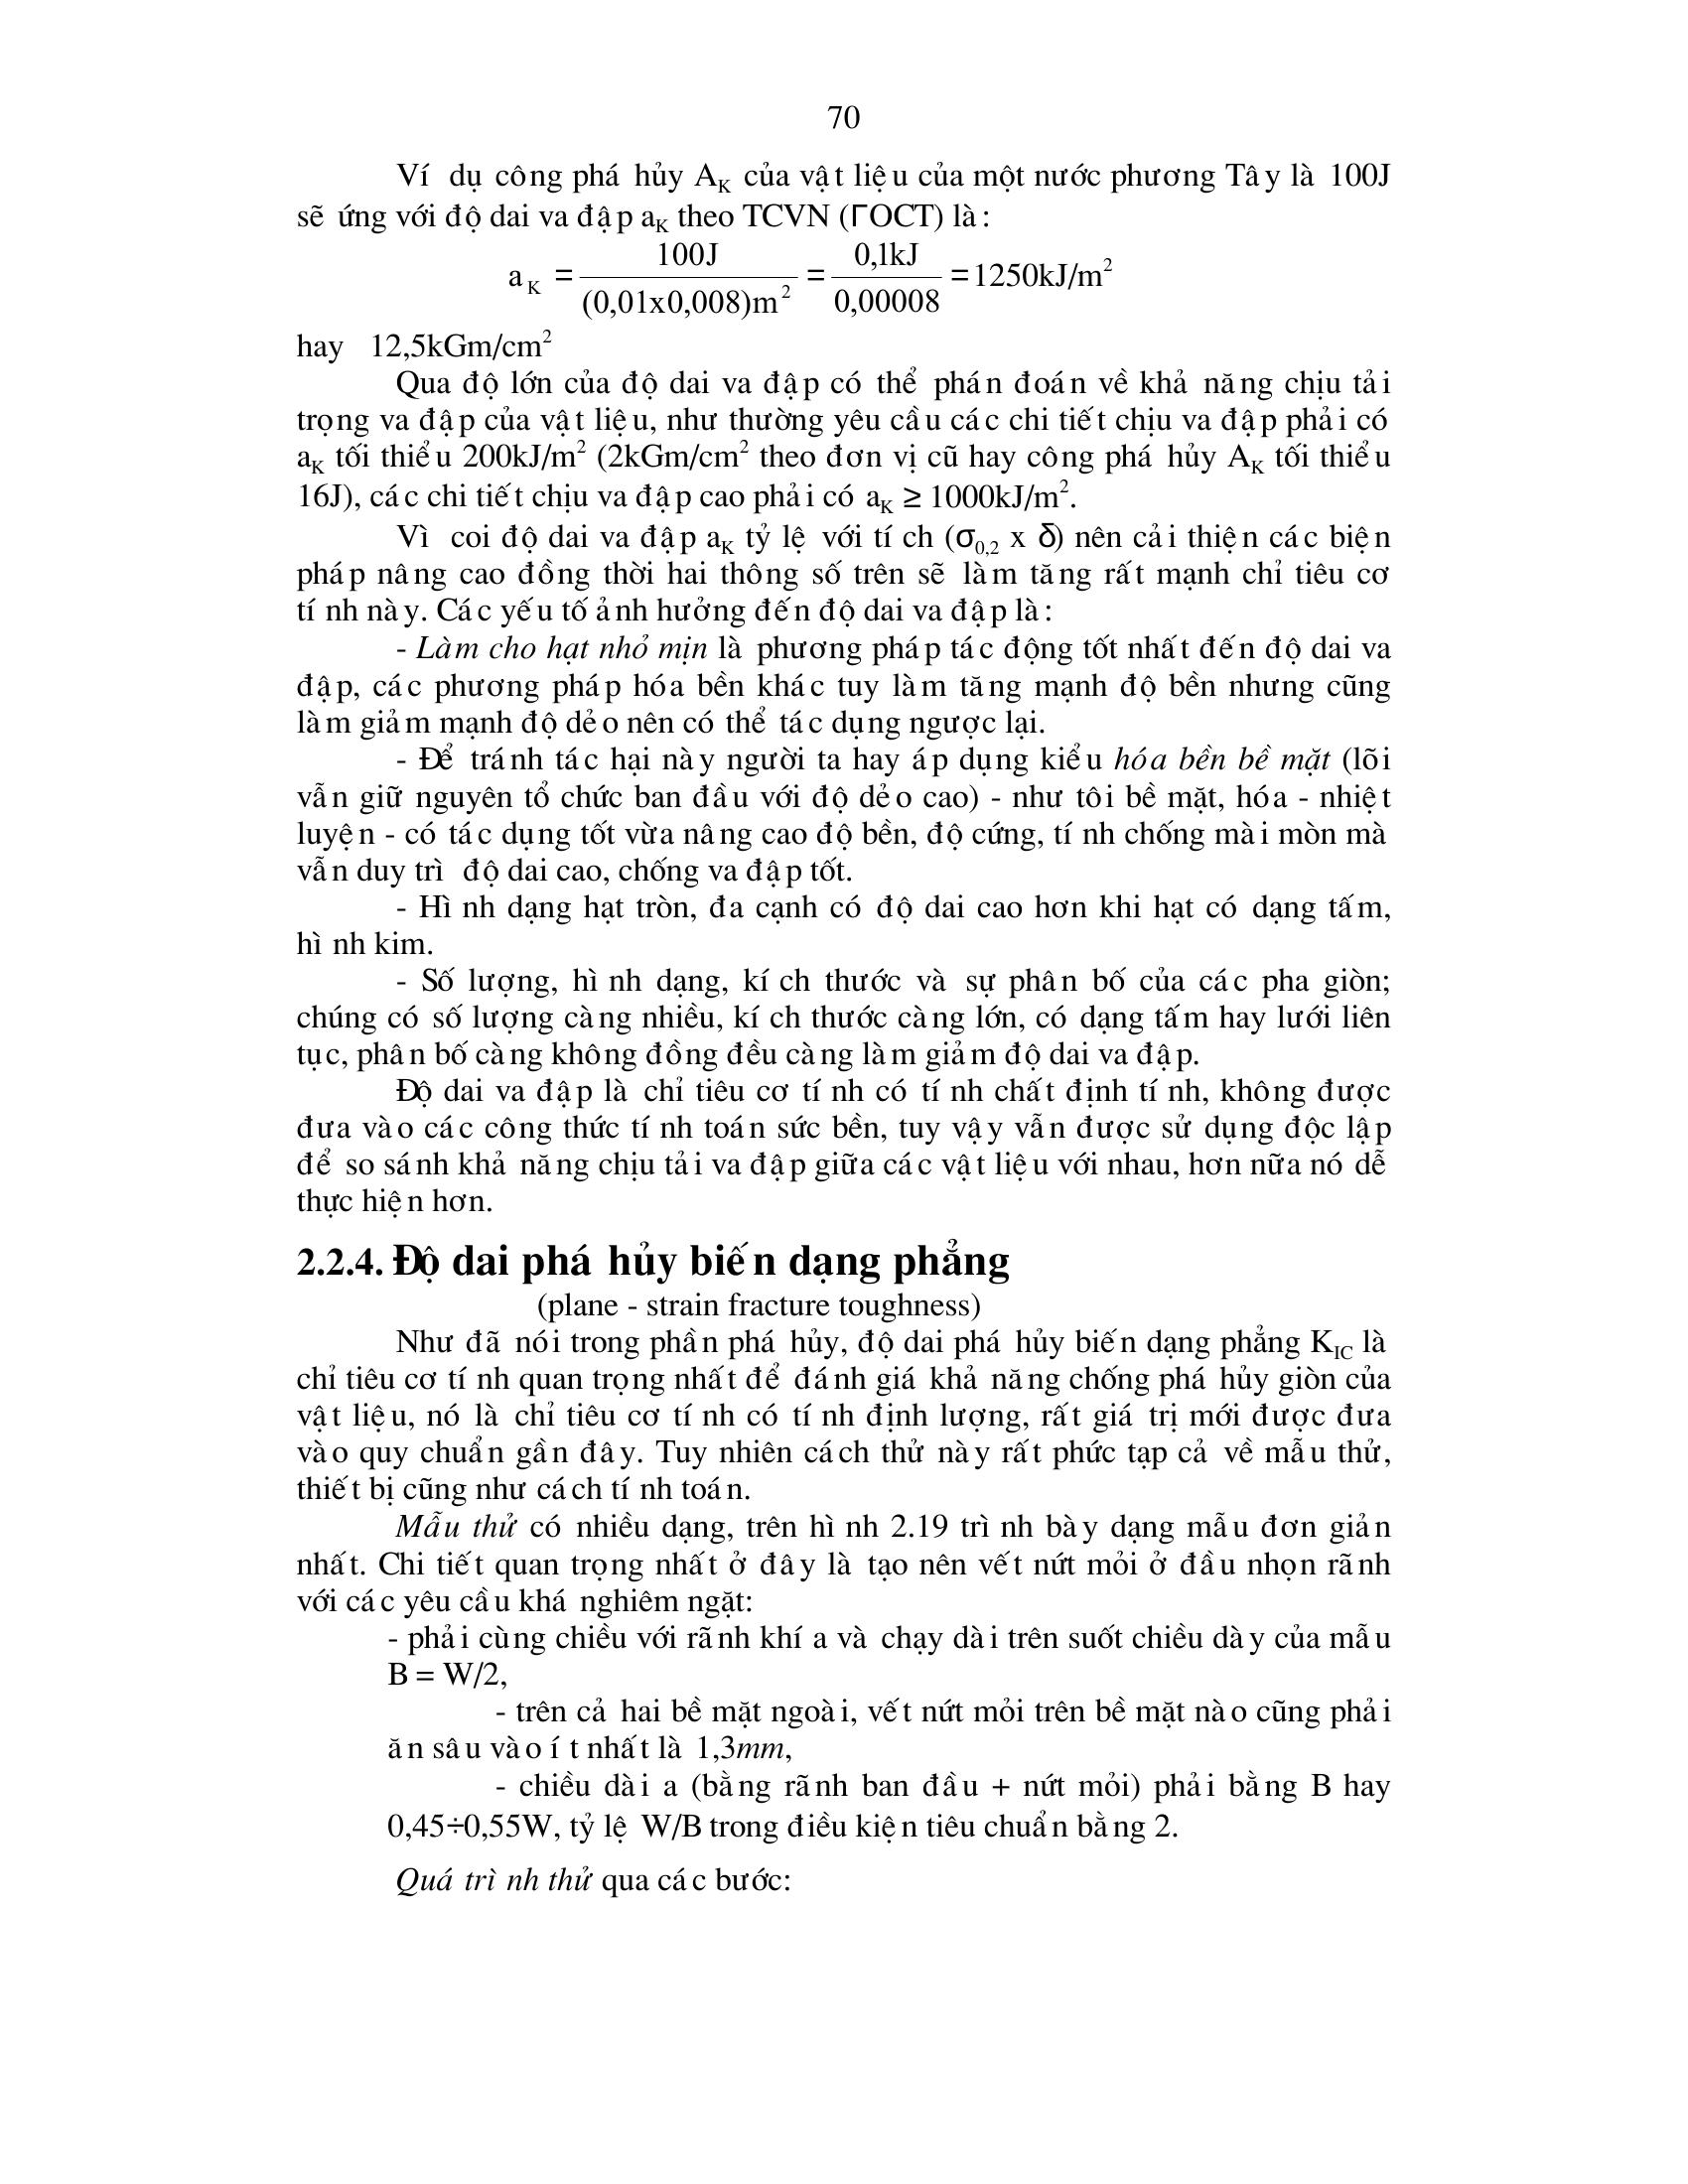 70
Ví dụ công phá hủy A_K của vật liệu của một nước phương Tây là 100J
sẽ ứng với độ dai va đập a_K theo TCVN (ГOCT) là:
a_K = 100J / (0,01x0,008)m² = 0,1kJ / 0,00008 = 1250kJ/m²
hay 12,5kGm/cm²
Qua độ lớn của độ dai va đập có thể phán đoán về khả năng chịu tải
trọng va đập của vật liệu, như thường yêu cầu các chi tiết chịu va đập phải có
a_K tối thiểu 200kJ/m² (2kGm/cm² theo đơn vị cũ hay công phá hủy A_K tối thiểu
16J), các chi tiết chịu va đập cao phải có a_K ≥ 1000kJ/m².
Vì coi độ dai va đập a_K tỷ lệ với tích (σ_0,2 x δ) nên cải thiện các biện
pháp nâng cao đồng thời hai thông số trên sẽ làm tăng rất mạnh chỉ tiêu cơ
tính này. Các yếu tố ảnh hưởng đến độ dai va đập là:
- Làm cho hạt nhỏ mịn là phương pháp tác động tốt nhất đến độ dai va
đập, các phương pháp hóa bền khác tuy làm tăng mạnh độ bền nhưng cũng
làm giảm mạnh độ dẻo nên có thể tác dụng ngược lại.
- Để tránh tác hại này người ta hay áp dụng kiểu hóa bền bề mặt (lõi
vẫn giữ nguyên tổ chức ban đầu với độ dẻo cao) - như tôi bề mặt, hóa - nhiệt
luyện - có tác dụng tốt vừa nâng cao độ bền, độ cứng, tính chống mài mòn mà
vẫn duy trì độ dai cao, chống va đập tốt.
- Hình dạng hạt tròn, đa cạnh có độ dai cao hơn khi hạt có dạng tấm,
hình kim.
- Số lượng, hình dạng, kích thước và sự phân bố của các pha giòn;
chúng có số lượng càng nhiều, kích thước càng lớn, có dạng tấm hay lưới liên
tục, phân bố càng không đồng đều càng làm giảm độ dai va đập.
Độ dai va đập là chỉ tiêu cơ tính có tính chất định tính, không được
đưa vào các công thức tính toán sức bền, tuy vậy vẫn được sử dụng độc lập
để so sánh khả năng chịu tải va đập giữa các vật liệu với nhau, hơn nữa nó dễ
thực hiện hơn.
2.2.4. Độ dai phá hủy biến dạng phẳng
(plane - strain fracture toughness)
Như đã nói trong phần phá hủy, độ dai phá hủy biến dạng phẳng K_IC là
chỉ tiêu cơ tính quan trọng nhất để đánh giá khả năng chống phá hủy giòn của
vật liệu, nó là chỉ tiêu cơ tính có tính định lượng, rất giá trị mới được đưa
vào quy chuẩn gần đây. Tuy nhiên cách thử này rất phức tạp cả về mẫu thử,
thiết bị cũng như cách tính toán.
Mẫu thử có nhiều dạng, trên hình 2.19 trình bày dạng mẫu đơn giản
nhất. Chi tiết quan trọng nhất ở đây là tạo nên vết nứt mỏi ở đầu nhọn rãnh
với các yêu cầu khá nghiêm ngặt:
- phải cùng chiều với rãnh khía và chạy dài trên suốt chiều dày của mẫu
B = W/2,
- trên cả hai bề mặt ngoài, vết nứt mỏi trên bề mặt nào cũng phải
ăn sâu vào ít nhất là 1,3mm,
- chiều dài a (bằng rãnh ban đầu + nứt mỏi) phải bằng B hay
0,45÷0,55W, tỷ lệ W/B trong điều kiện tiêu chuẩn bằng 2.
Quá trình thử qua các bước: